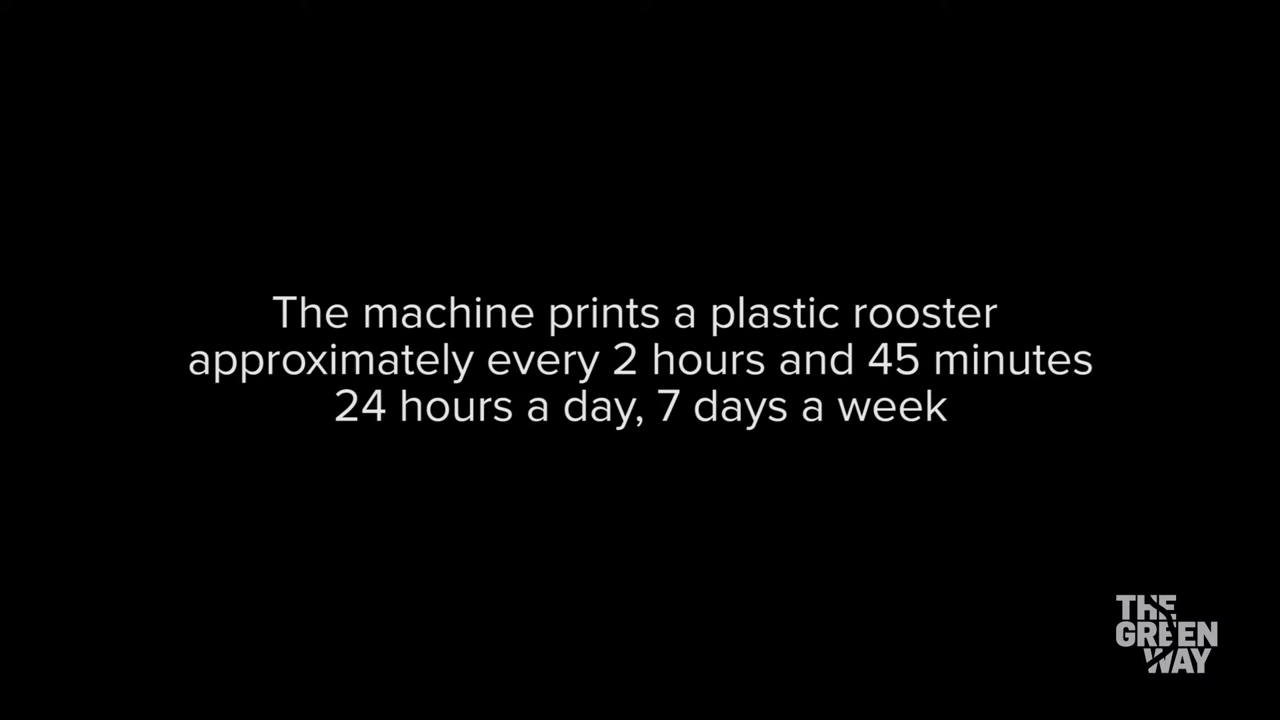 The machine prints a plastic rooster
approximately every 2 hours and 45 minutes
24 hours a day, 7 days a week
THE
GREEN
WAY